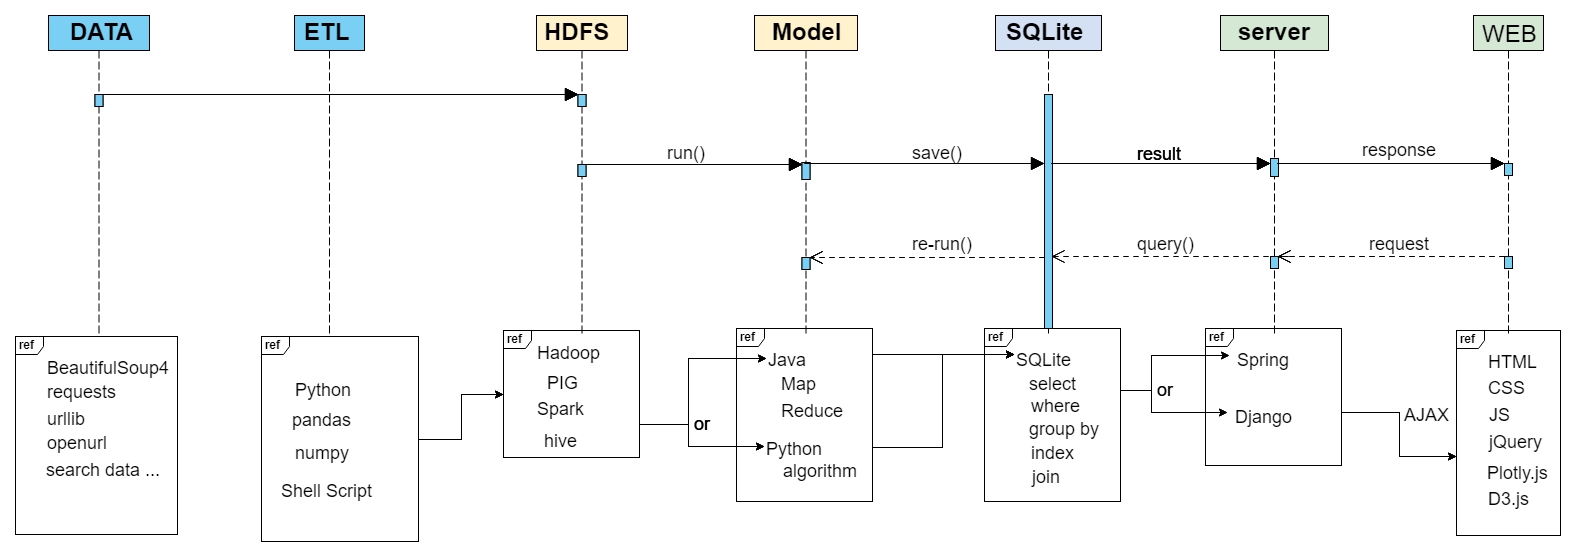 DATA
ETL
HDFS
Model
SQLite
server
WEB
run()
save()
result
response
re-run()
query()
request
ref
BeautifulSoup4
requests
urllib
openurl
search data ...
ref
Python
pandas
numpy
Shell Script
ref
Hadoop
PIG
Spark
hive
or
ref
Java
Map
Reduce
Python
algorithm
ref
SQLite
select
where
group by
index
join
or
ref
Spring
Django
AJAX
ref
HTML
CSS
JS
jQuery
Plotly.js
D3.js